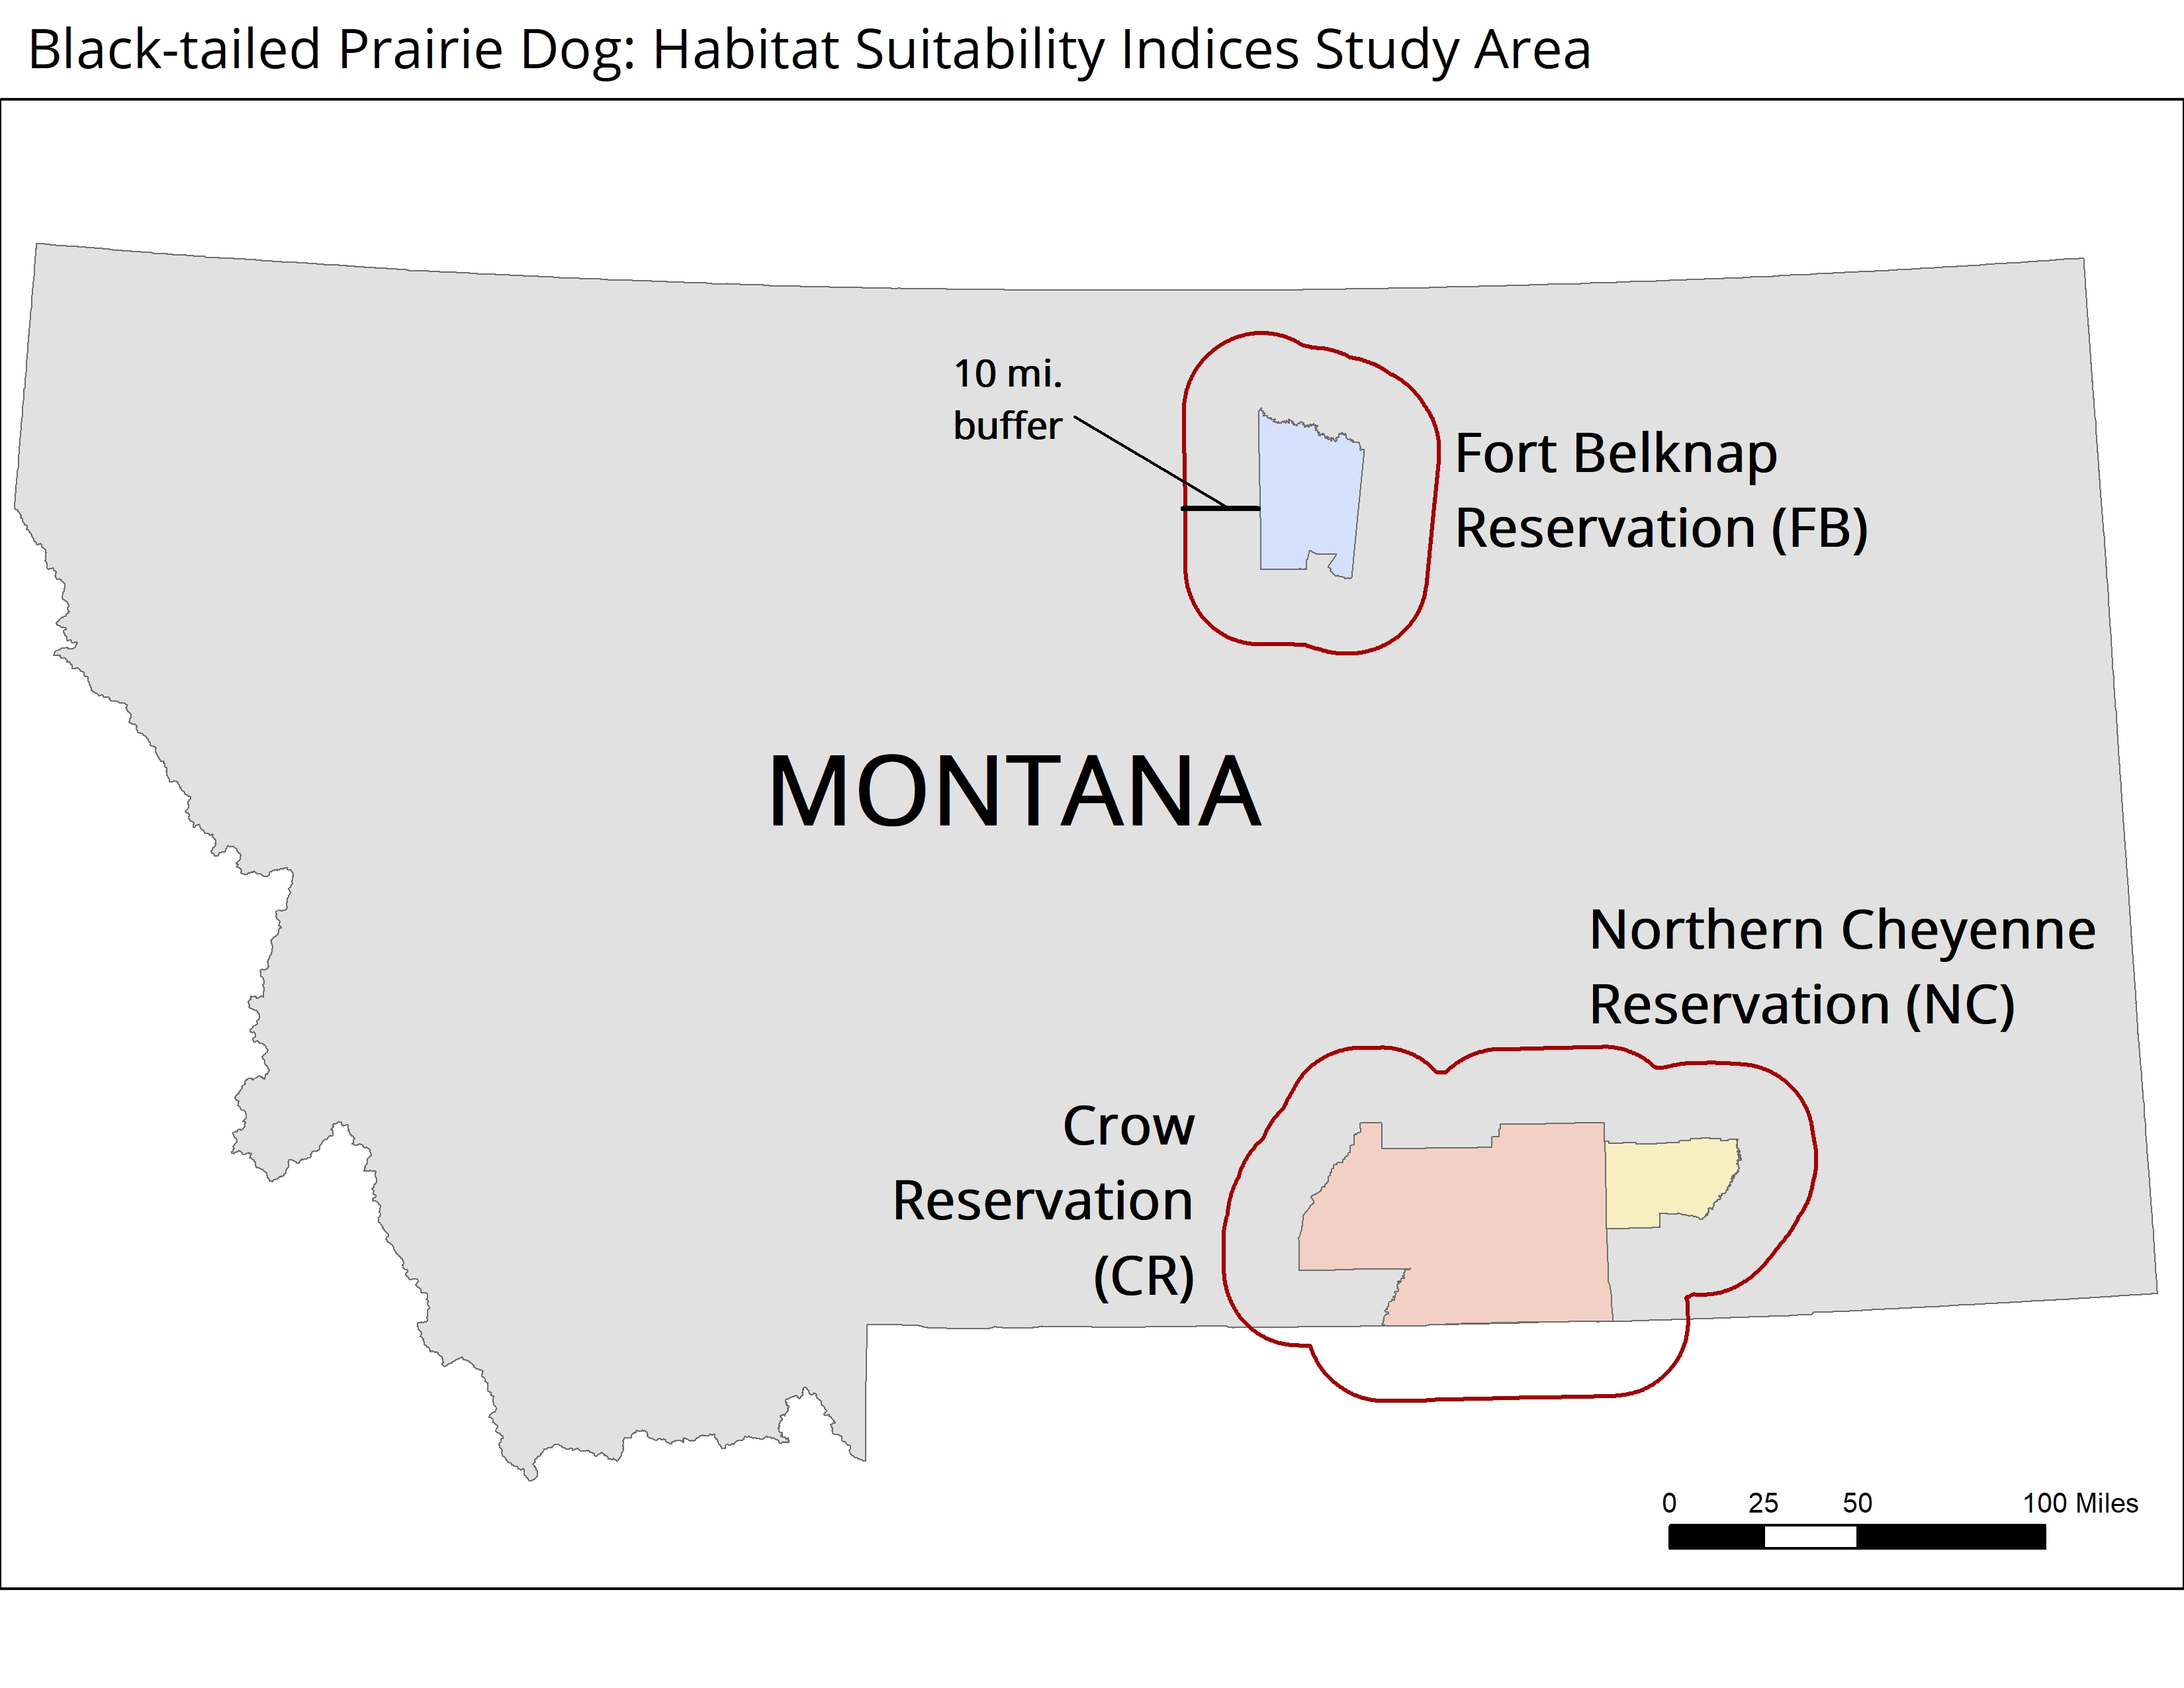 Black-tailed Prairie Dog: Habitat Suitability Indices Study Area
10 mi.
buffer
Fort Belknap
Reservation (FB)
MONTANA
Northern Cheyenne
Reservation (NC)
Crow
Reservation
(CR)
0 25 50 100 Miles